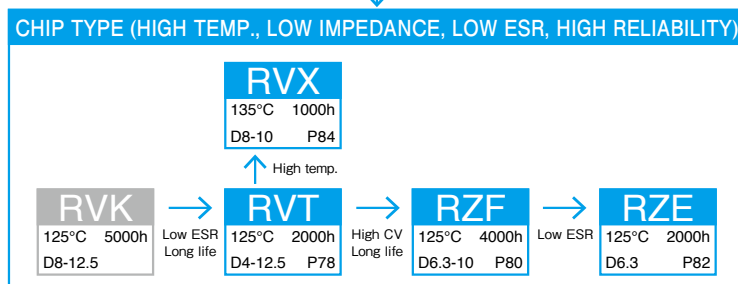 CHIP TYPE (HIGH TEMP., LOW IMPEDANCE, LOW ESR, HIGH RELIABILITY)
RVX
135°C 1000h
D8-10 P84
High temp.
RVK
125°C 5000h
D8-12.5
Low ESR
Long life
RVT
125°C 2000h
D4-12.5 P78
High CV
Long life
RZF
125°C 4000h
D6.3-10 P80
Low ESR
RZE
125°C 2000h
D6.3 P82